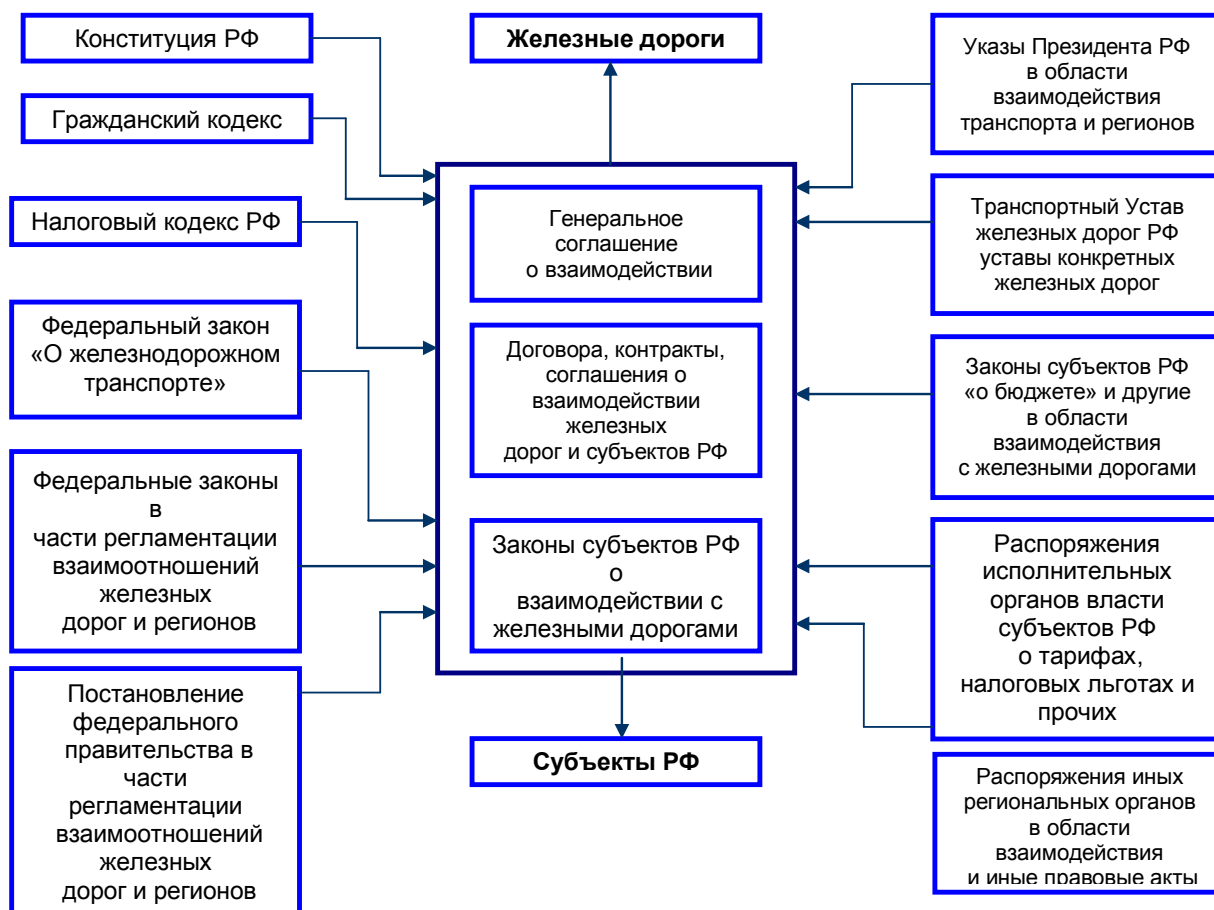 Конституция РФ
Гражданский кодекс
Налоговый кодекс РФ
Федеральный закон
«О железнодорожном
транспорте»
Федеральные законы
в
части регламентации
взаимоотношений
железных
дорог и регионов
Постановление
федерального
правительства в
части
регламентации
взаимоотношений
железных
дорог и регионов
Железные дороги
Генеральное
соглашение
о взаимодействии
Договора, контракты,
соглашения о
взаимодействии
железных
дорог и субъектов РФ
Законы субъектов РФ
о
взаимодействии с
железными дорогами
Субъекты РФ
Указы Президента РФ
в области
взаимодействия
транспорта и регионов
Транспортный Устав
железных дорог РФ
уставы конкретных
железных дорог
Законы субъектов РФ
«о бюджете» и другие
в области
взаимодействия
с железными дорогами
Распоряжения
исполнительных
органов власти
субъектов РФ
о тарифах,
налоговых льготах и
прочих
Распоряжения иных
региональных органов
в области
взаимодействия
и иные правовые акты